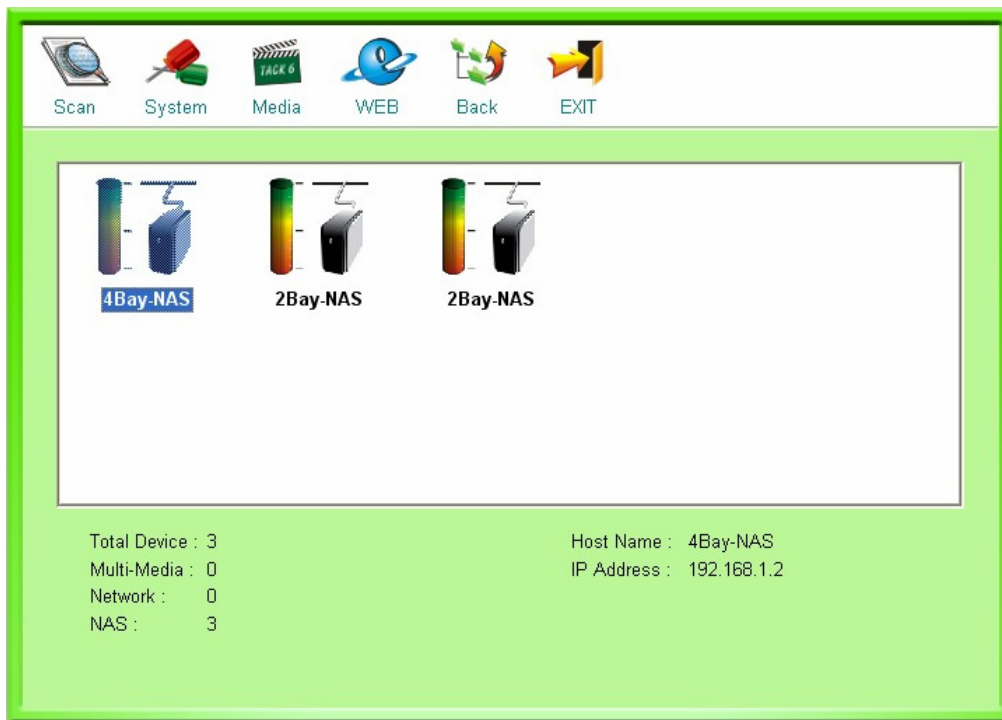 TACK 6
Scan System Media WEB Back EXIT
4Bay-NAS 2Bay-NAS 2Bay-NAS
Total Device : 3
Multi-Media : 0
Network : 0
NAS : 3
Host Name : 4Bay-NAS
IP Address : 192.168.1.2